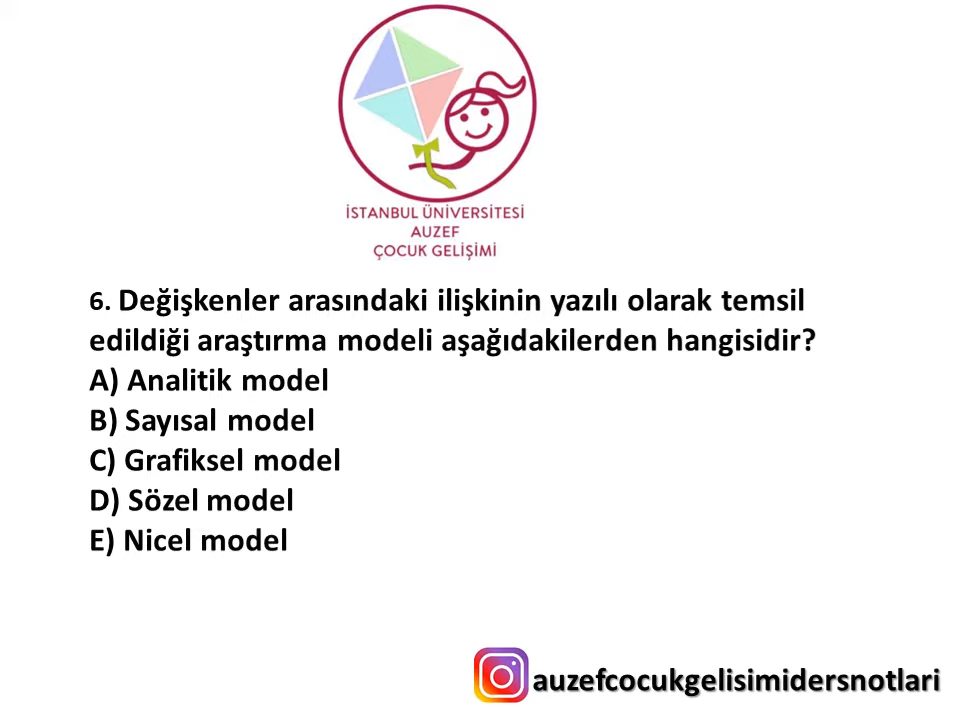 İSTANBUL ÜNİVERSİTESİ
AUZEF
ÇOCUK GELİŞİMİ
6. Değişkenler arasındaki ilişkinin yazılı olarak temsil
edildiği araştırma modeli aşağıdakilerden hangisidir?
A) Analitik model
B) Sayısal model
C) Grafiksel model
D) Sözel model
E) Nicel model
auzefcocukgelisimidersnotlari